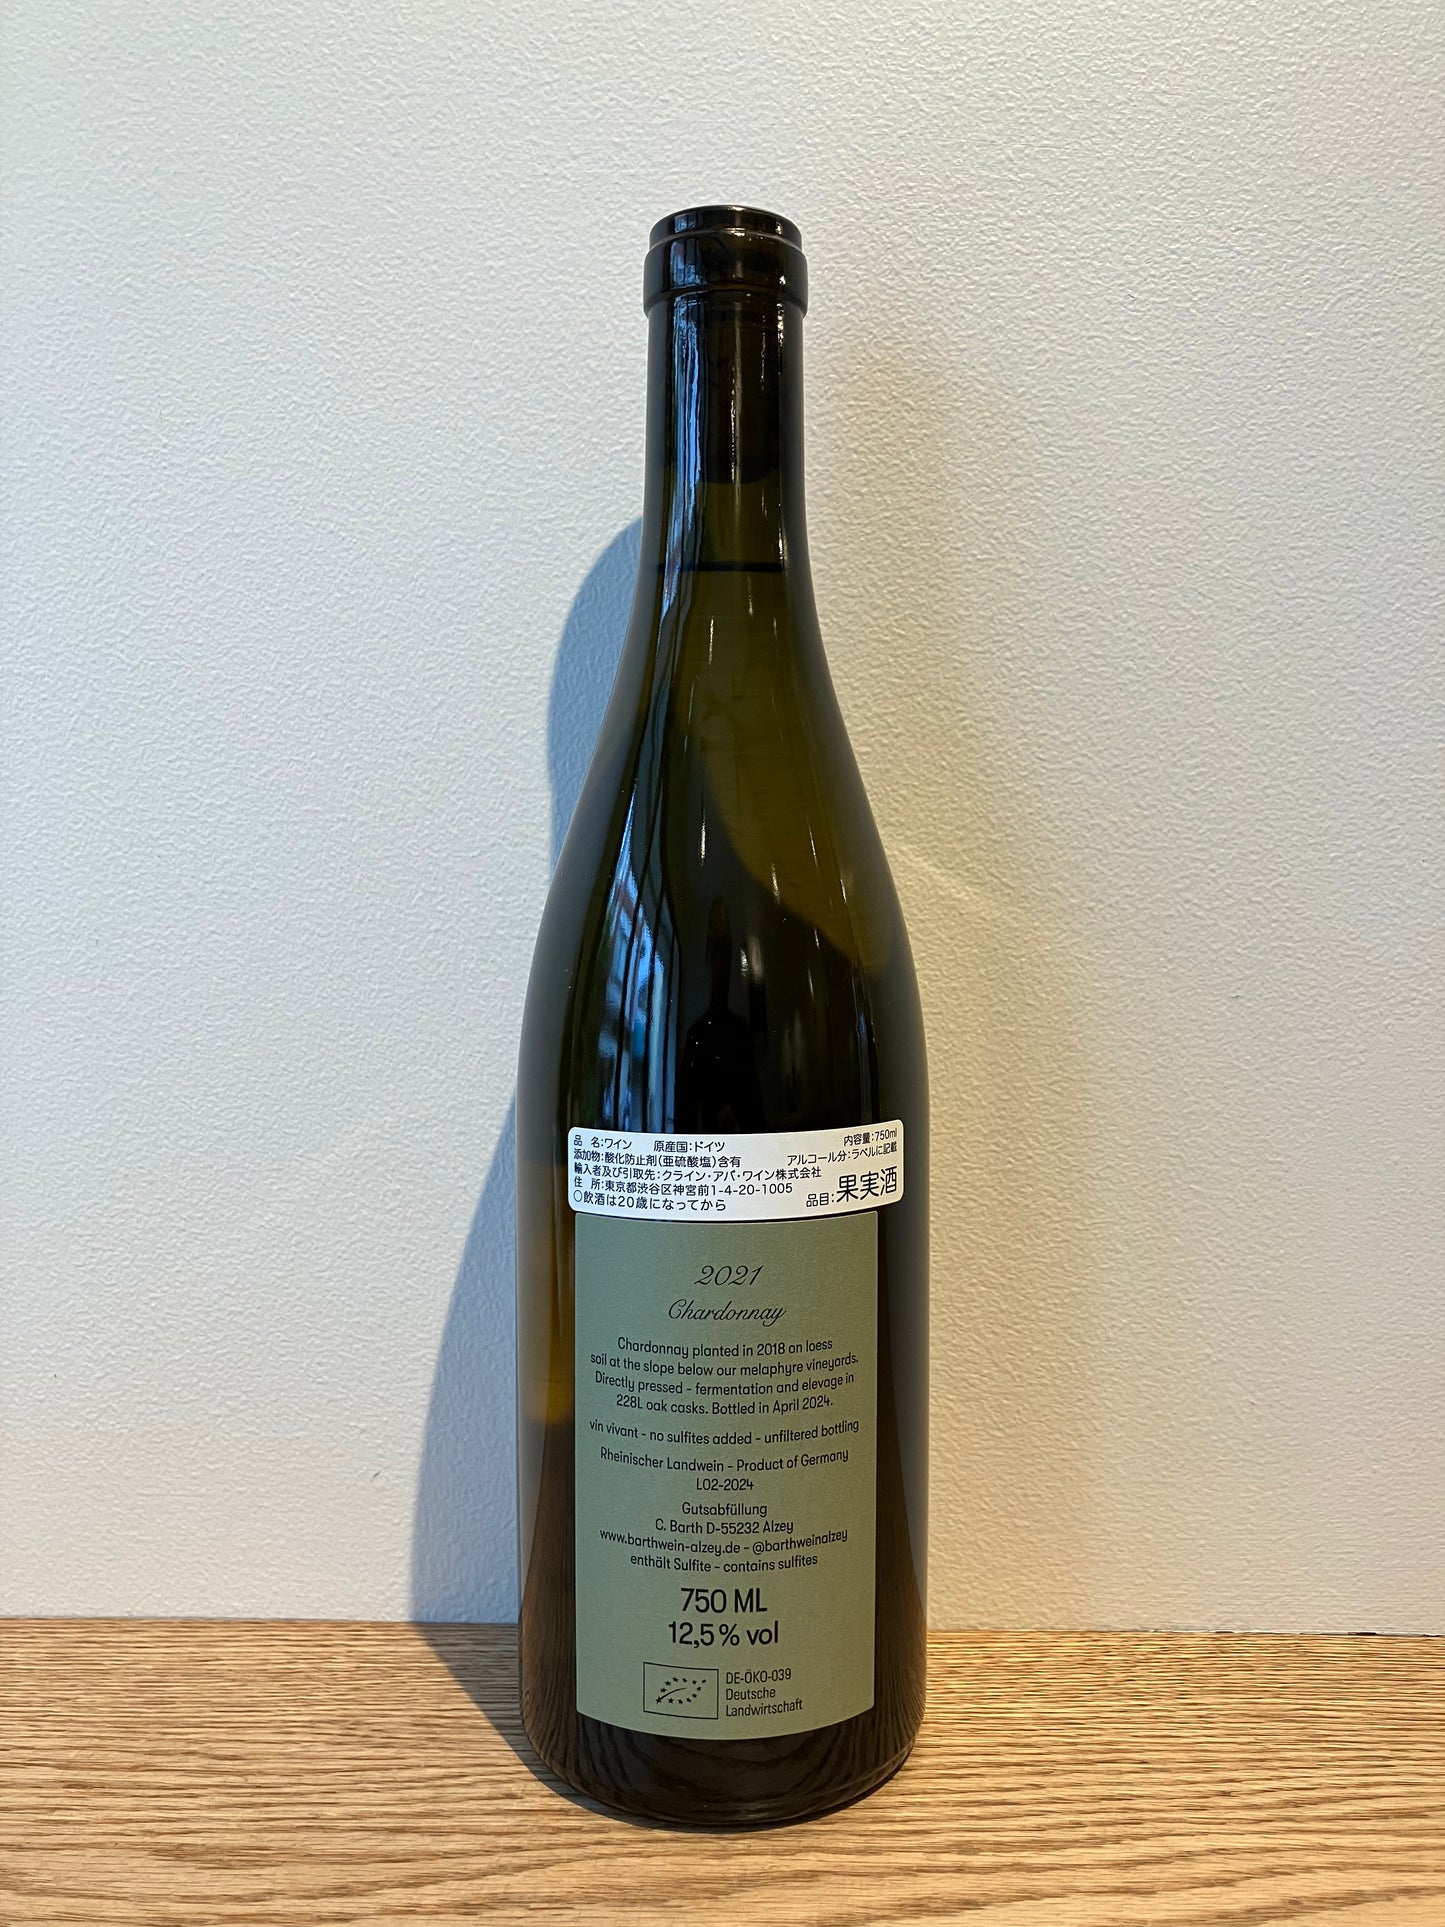 品 名:ワイン 原産国:ドイツ 内容量:750ml
添加物:酸化防止剤(亜硫酸塩)含有 アルコール分:ラベルに記載
輸入者及び引取先:クライン・アバ・ワイン株式会社
住 所:東京都渋谷区神宮前1-4-20-1005
○飲酒は20歳になってから 品目:果実酒
2021
Chardonnay
Chardonnay planted in 2018 on loess
soil at the slope below our melaphyre vineyards.
Directly pressed - fermentation and elevage in
228L oak casks. Bottled in April 2024.
vin vivant - no sulfites added - unfiltered bottling
Rheinischer Landwein - Product of Germany
L02-2024
Gutsabfüllung
C. Barth D-55232 Alzey
www.barthwein-alzey.de - @barthweinalzey
enthält Sulfite - contains sulfites
750 ML
12,5% vol
DE-ÖKO-039
Deutsche
Landwirtschaft